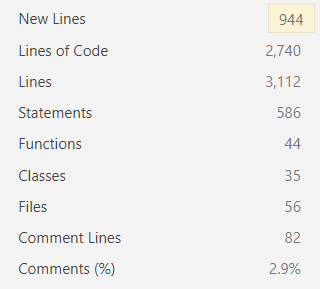 New Lines 944
Lines of Code 2,740
Lines 3,112
Statements 586
Functions 44
Classes 35
Files 56
Comment Lines 82
Comments (%) 2.9%